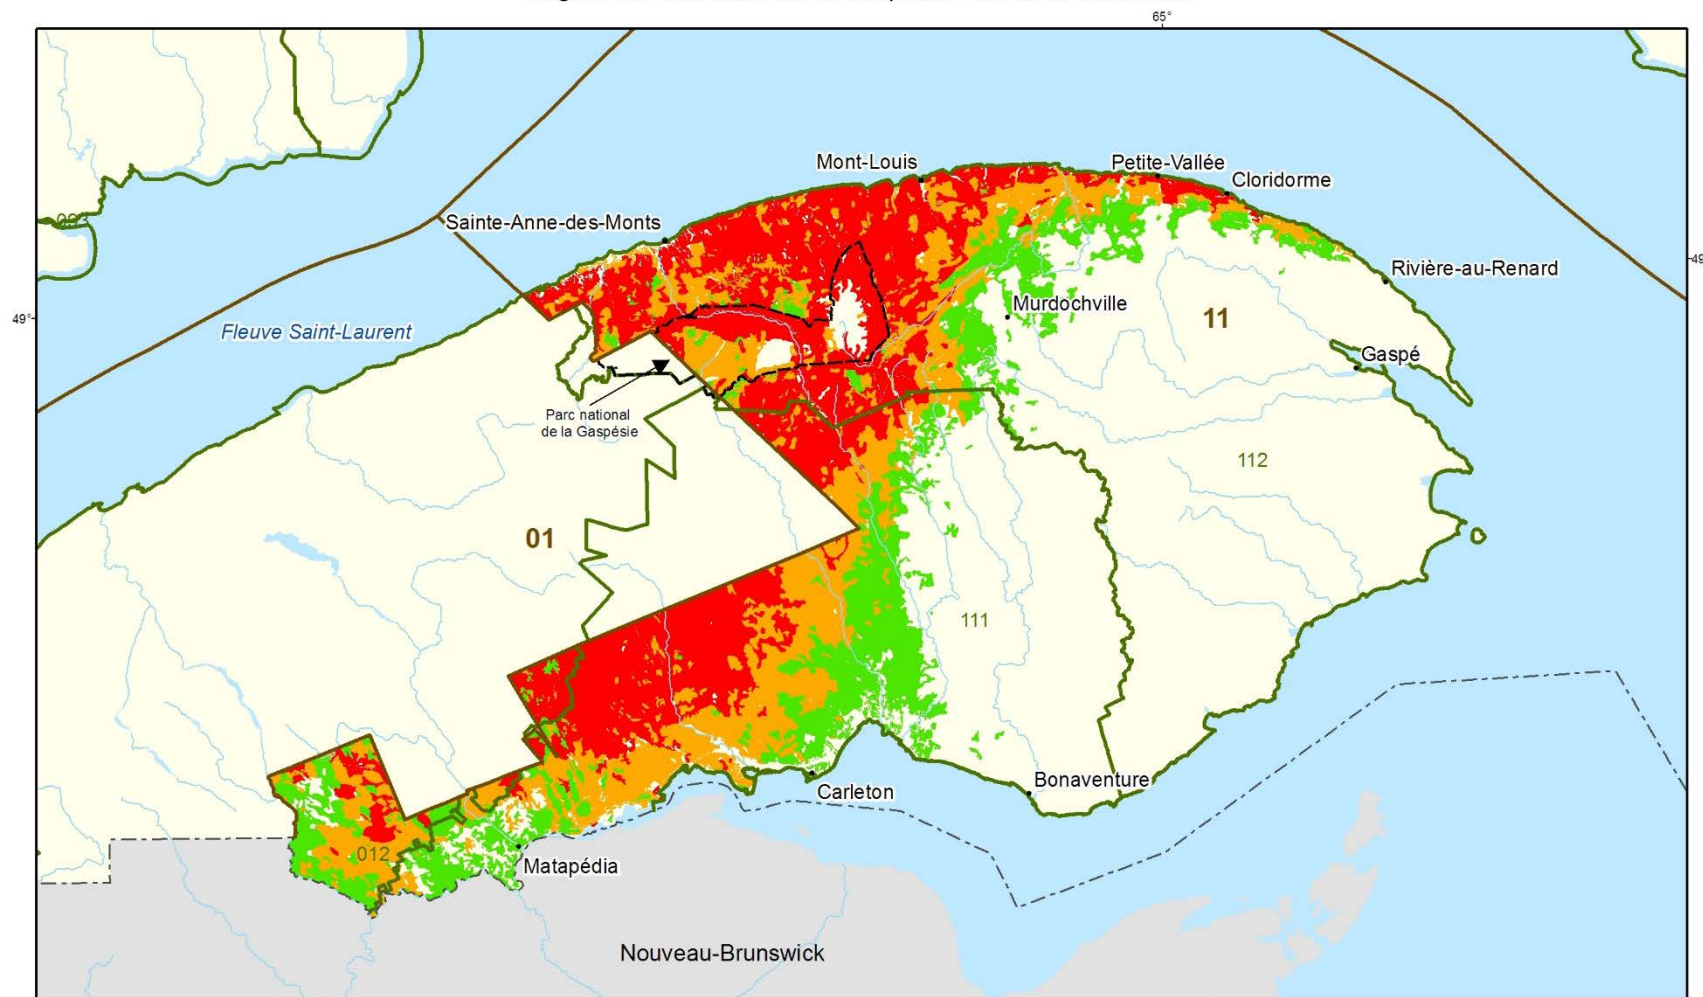 65°
Mont-Louis
Petite-Vallée
Cloridorme
Sainte-Anne-des-Monts
Rivière-au-Renard
Murdochville
49°
Fleuve Saint-Laurent
11
Gaspé
Parc national
de la Gaspésie
112
01
111
Bonaventure
Carleton
012
Matapédia
Nouveau-Brunswick